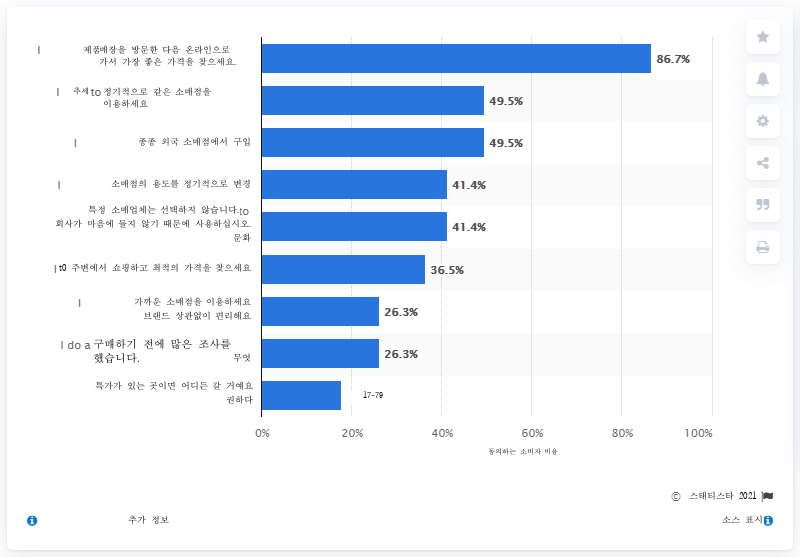 | 제품매장을 방문한 다음 온라인으로
가서 가장 좋은 가격을 찾으세요.
86.7%
| 추세 to 정기적으로 같은 소매점을
이용하세요
49.5%
| 종종 외국 소매점에서 구입
49.5%
| 소매점의 용도를 정기적으로 변경
41.4%
특정 소매업체는 선택하지 않습니다.to
회사가 마음에 들지 않기 때문에 사용하십시오.
문화
41.4%
| t0 주변에서 쇼핑하고 최적의 가격을 찾으세요
36.5%
| 가까운 소매점을 이용하세요
브랜드 상관없이 편리해요
26.3%
I do a 구매하기 전에 많은 조사를
했습니다. 무엇
26.3%
특가가 있는 곳이면 어디든 갈 거예요
권하다
17-79
0% 20% 40% 60% 80% 100%
동의하는 소비자 비율
© 스태티스타 2021
추가 정보 소스 표시